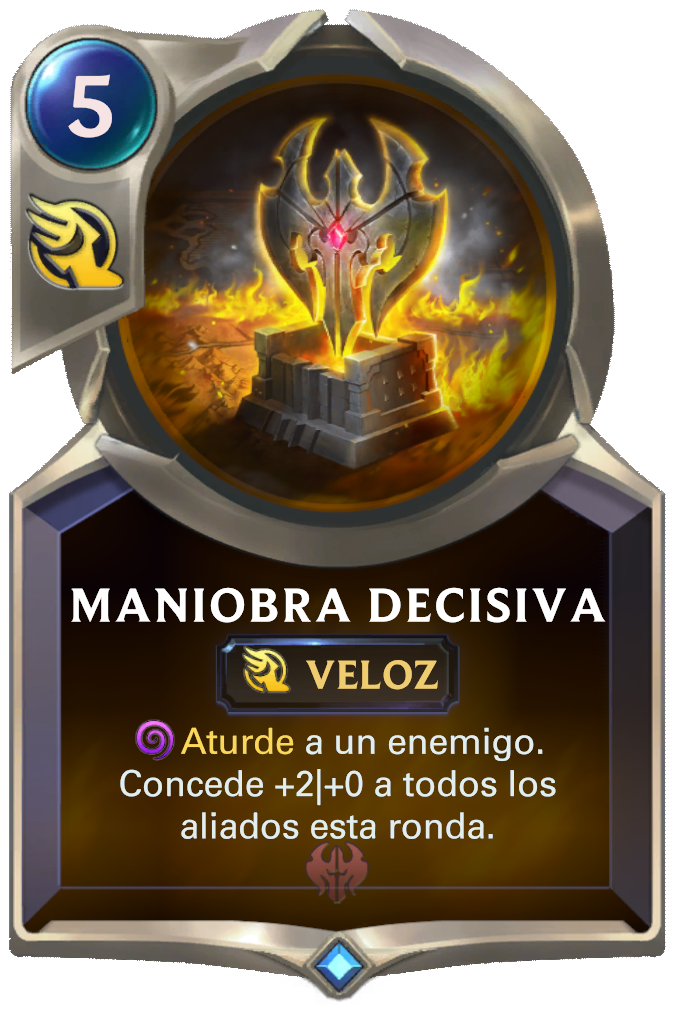 5
MANIOBRA DECISIVA
VELOZ
Aturde a un enemigo.
Concede +2|+0 a todos los
aliados esta ronda.